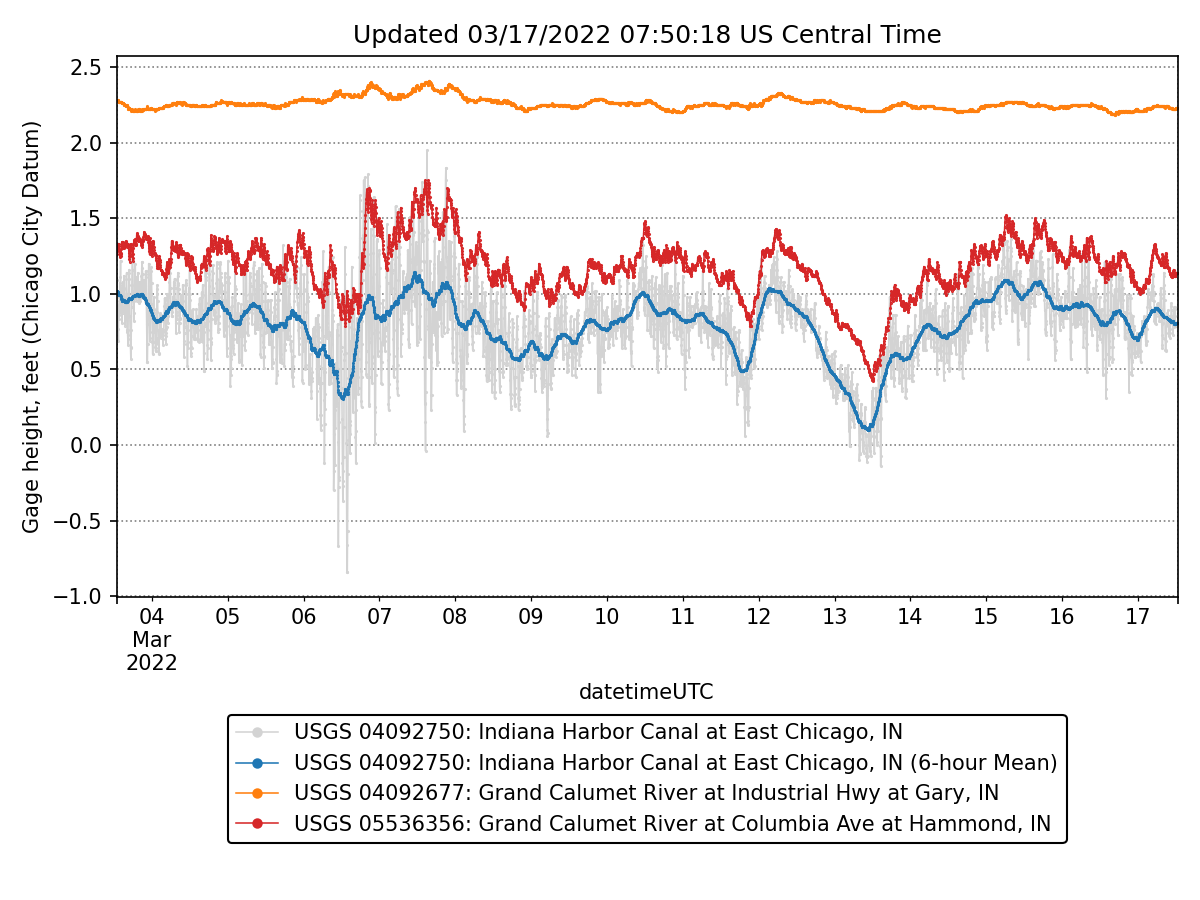 Updated 03/17/2022 07:50:18 US Central Time
Gage height, feet (Chicago City Datum)
2.5
2.0
1.5
1.0
0.5
0.0
−0.5
−1.0
04 05 06 07 08 09 10 11 12 13 14 15 16 17
Mar
2022
datetimeUTC
USGS 04092750: Indiana Harbor Canal at East Chicago, IN
USGS 04092750: Indiana Harbor Canal at East Chicago, IN (6-hour Mean)
USGS 04092677: Grand Calumet River at Industrial Hwy at Gary, IN
USGS 05536356: Grand Calumet River at Columbia Ave at Hammond, IN